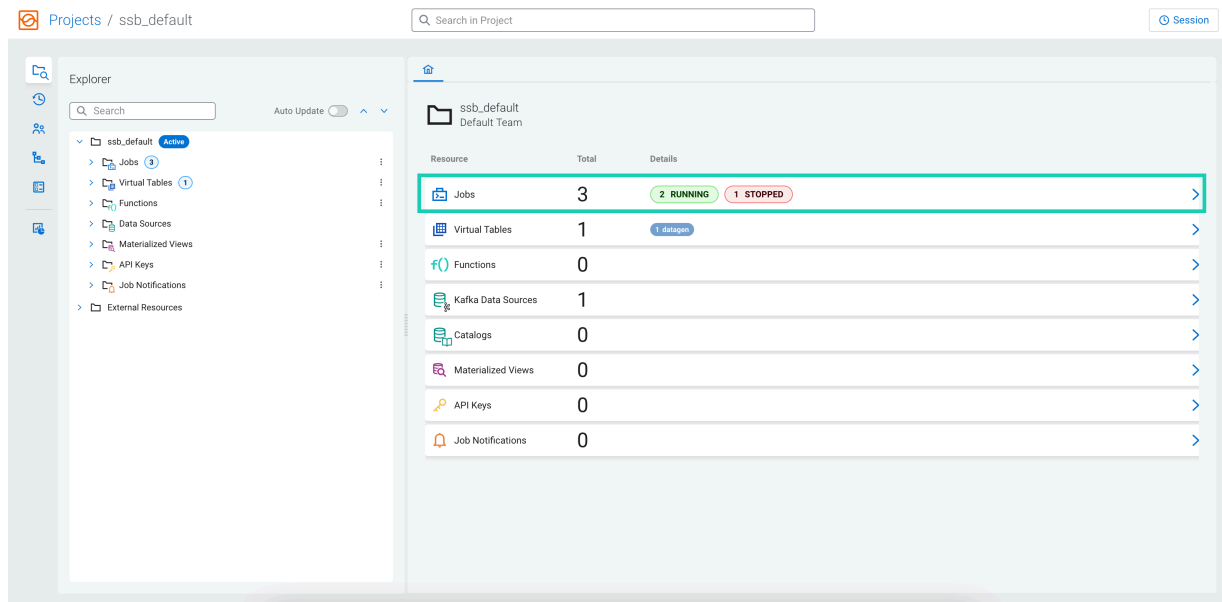 Projects / ssb_default
Search in Project
Session
Explorer
Search
Auto Update
ssb_default Active
Jobs 3
Virtual Tables 1
Functions
Data Sources
Materialized Views
API Keys
Job Notifications
External Resources
ssb_default
Default Team
Resource Total Details
Jobs 3 2 RUNNING 1 STOPPED
Virtual Tables 1 1 datagen
f() Functions 0
Kafka Data Sources 1
Catalogs 0
Materialized Views 0
API Keys 0
Job Notifications 0